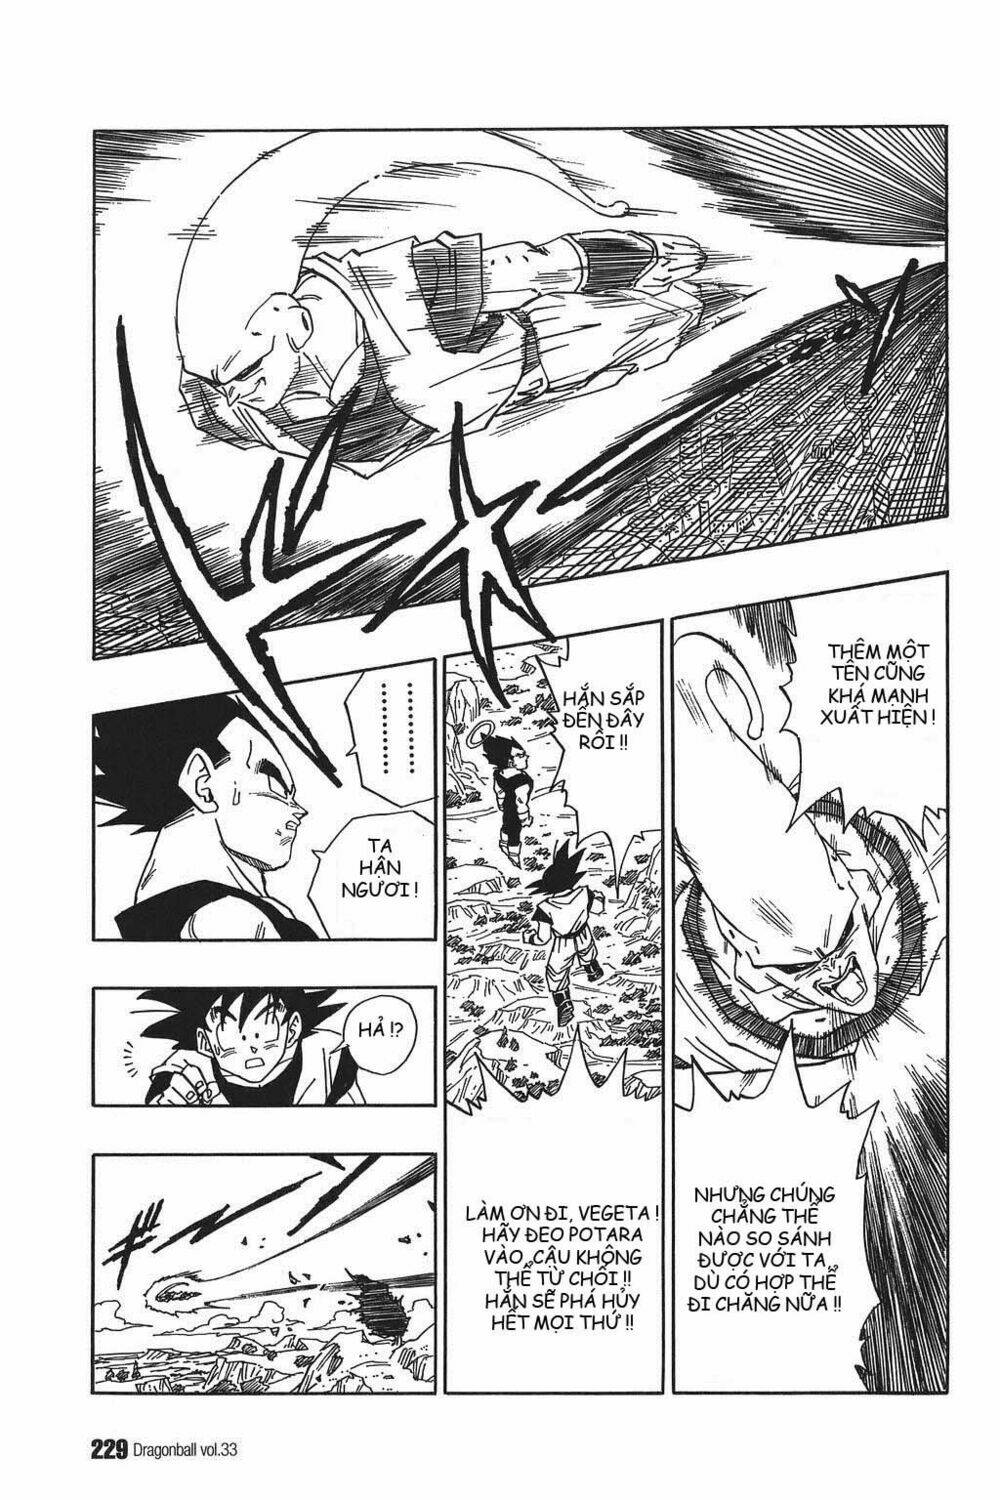 THÊM MỘT
TÊN CŨNG
KHÁ MẠNH
XUẤT HIỆN !
NHƯNG CHÚNG
CHẲNG THỂ
NÀO SO SÁNH
ĐƯỢC VỚI TA,
DÙ CÓ HỢP THỂ
ĐI CHĂNG NỮA !!
HẮN SẮP
ĐẾN ĐÂY
RỒI !!
LÀM ƠN ĐI, VEGETA !
HÃY ĐEO POTARA
VÀO, CẬU KHÔNG
THỂ TỪ CHỐI !!
HẮN SẼ PHÁ HỦY
HẾT MỌI THỨ !!
TA
HẬN
NGƯƠI !
HẢ !?
229 Dragonball vol.33